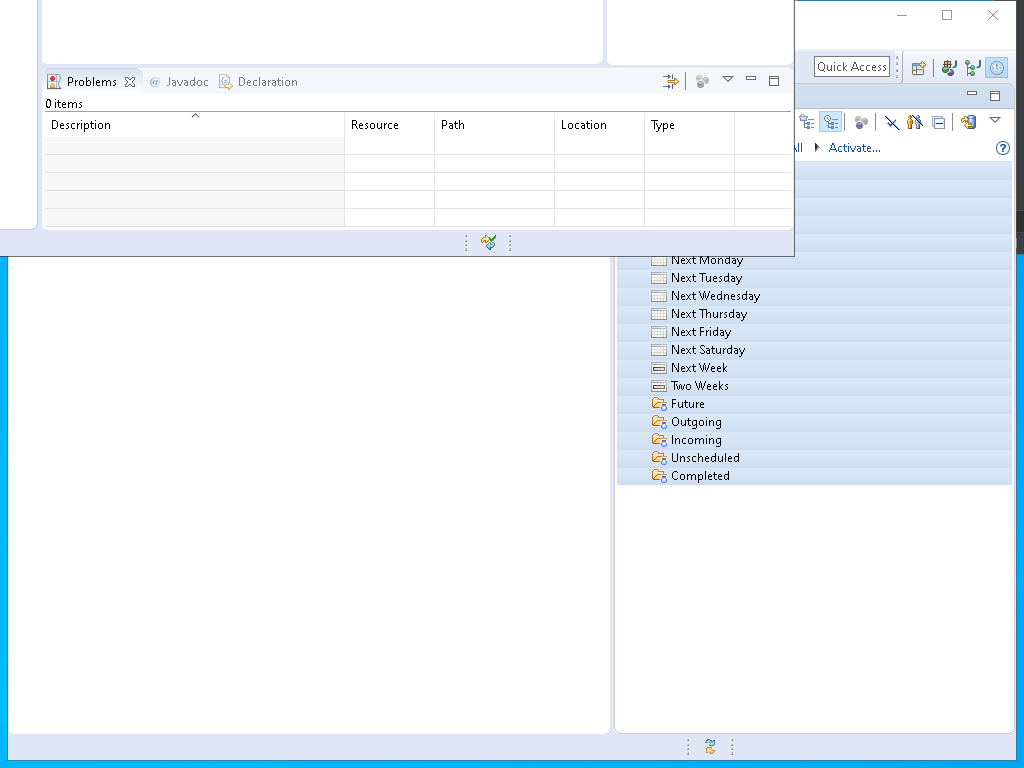 Quick Access
Problems
@ Javadoc
Declaration
0 items
Description
Resource
Path
Location
Type
Activate...
Next Monday
Next Tuesday
Next Wednesday
Next Thursday
Next Friday
Next Saturday
Next Week
Two Weeks
Future
Outgoing
Incoming
Unscheduled
Completed